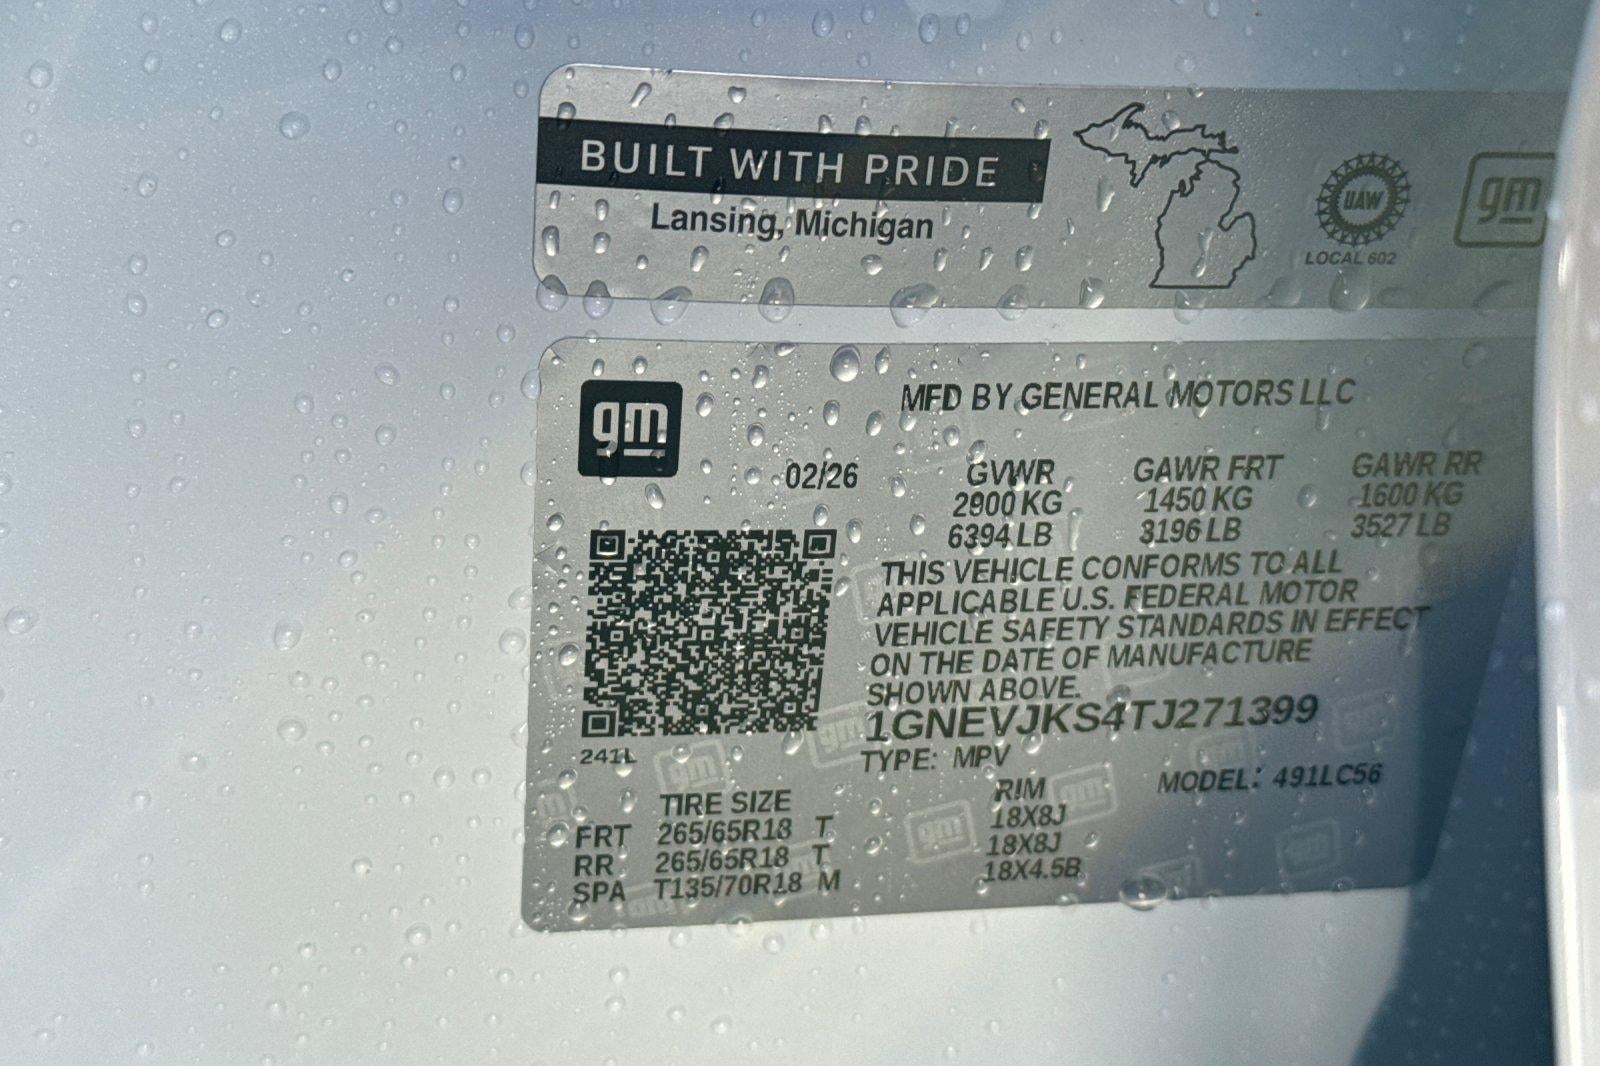 BUILT WITH PRIDE
Lansing, Michigan
UAW
LOCAL 602
gm
gm
MFD BY GENERAL MOTORS LLC
02/26 GVWR GAWR FRT GAWR RR
2900 KG 1450 KG 1600 KG
6394 LB 3196 LB 3527 LB
THIS VEHICLE CONFORMS TO ALL
APPLICABLE U.S. FEDERAL MOTOR
VEHICLE SAFETY STANDARDS IN EFFECT
ON THE DATE OF MANUFACTURE
SHOWN ABOVE.
1GNEVJKS4TJ271399
241L
TYPE: MPV MODEL: 491LC56
TIRE SIZE RIM
FRT 265/65R18 T 18X8J
RR 265/65R18 T 18X8J
SPA T135/70R18 M 18X4.5B